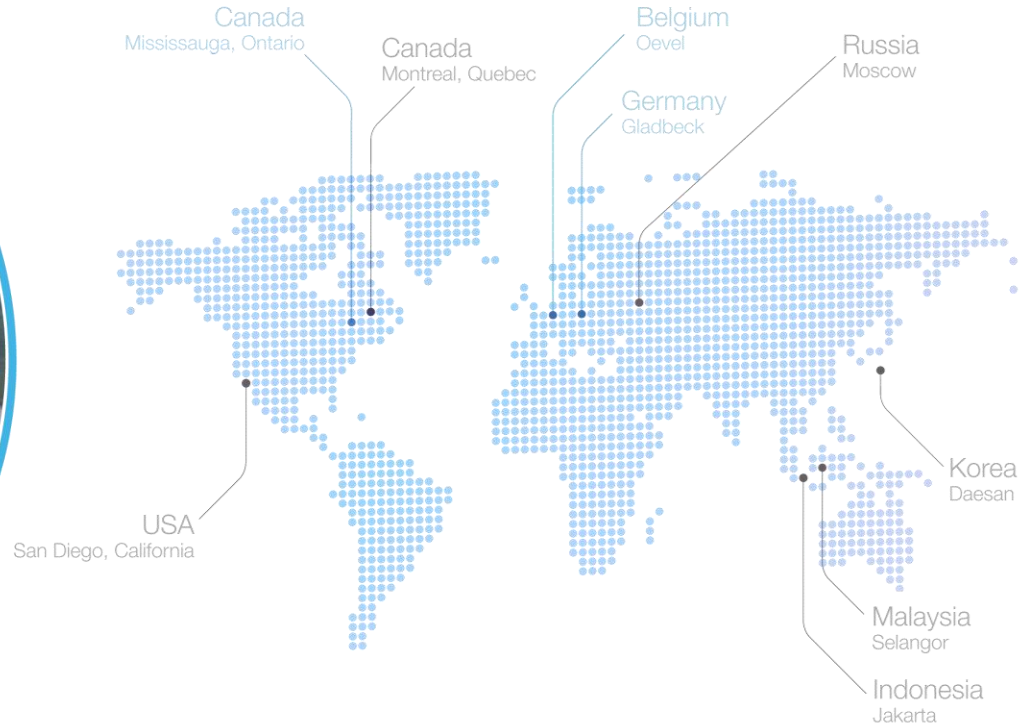 Canada
Mississauga, Ontario
Canada
Montreal, Quebec
Belgium
Oevel
Germany
Gladbeck
Russia
Moscow
USA
San Diego, California
Korea
Daesan
Malaysia
Selangor
Indonesia
Jakarta